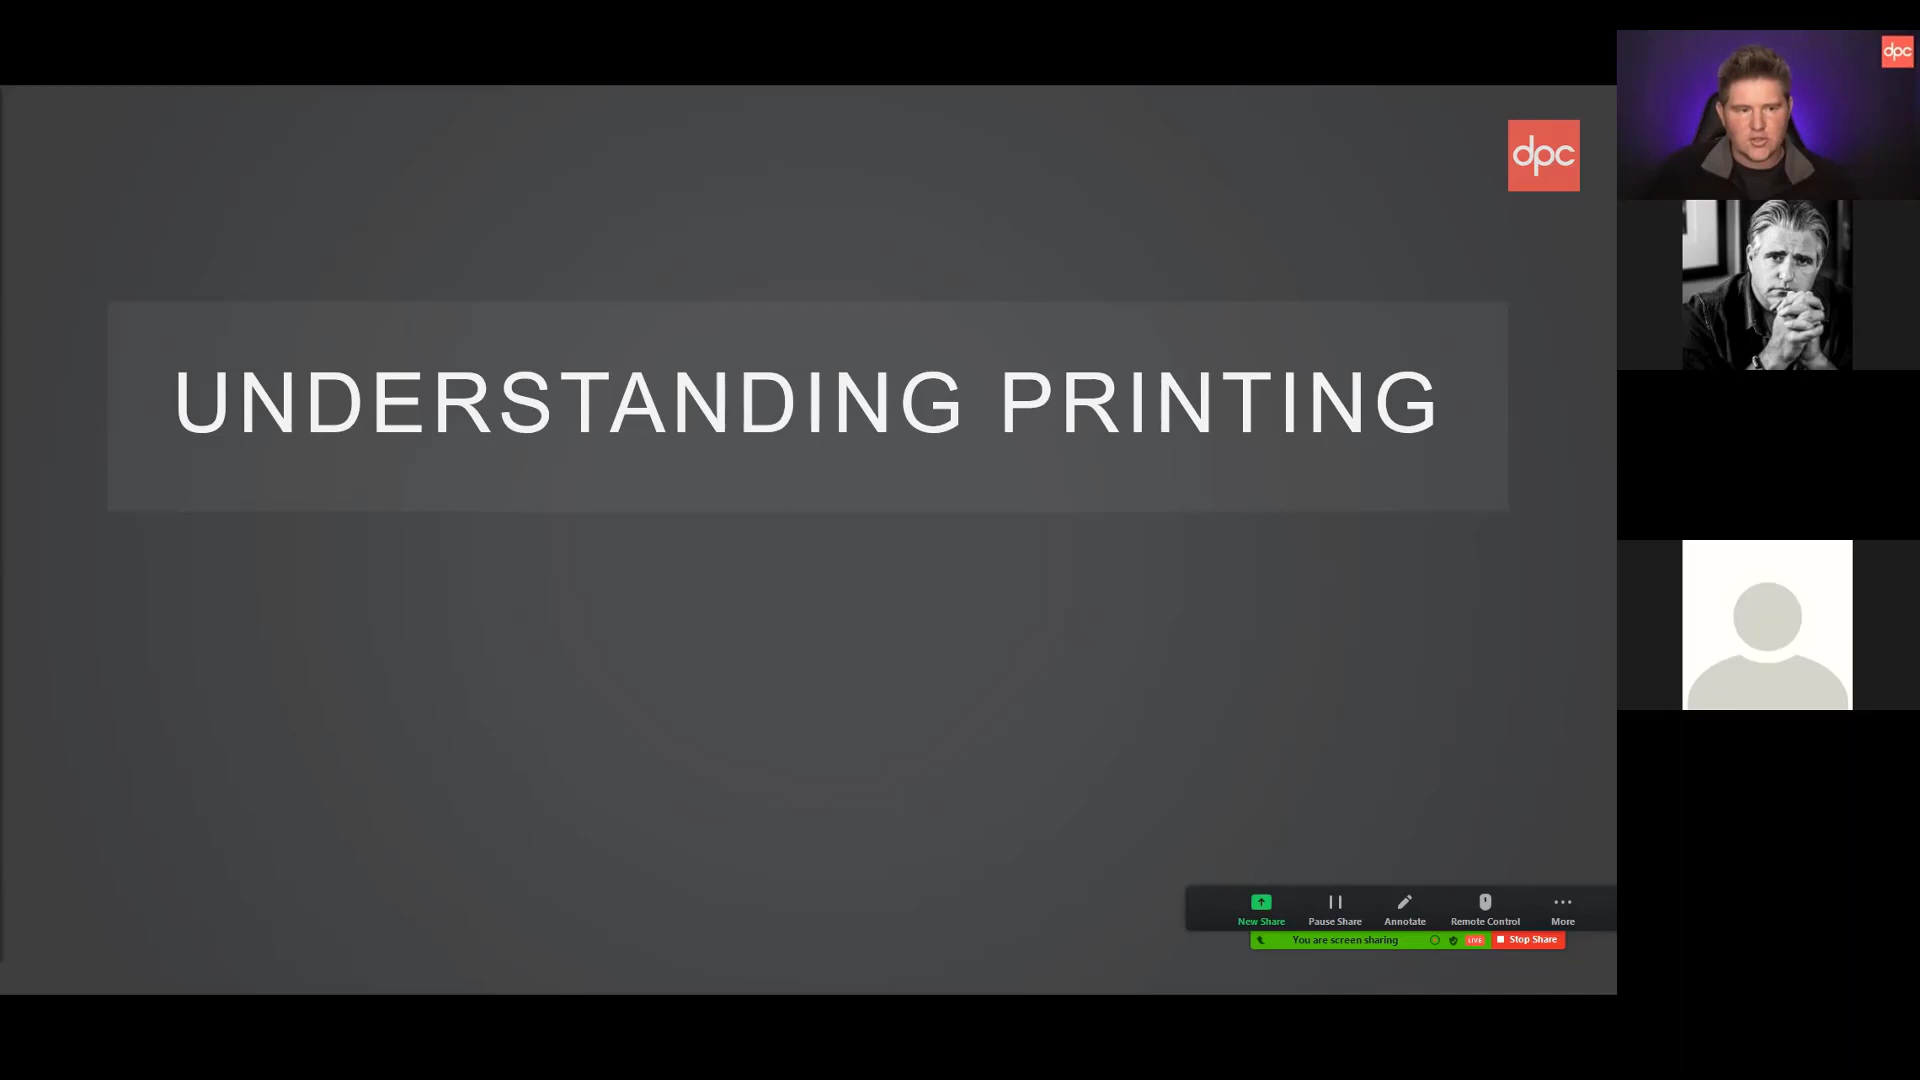 dpc
dpc
UNDERSTANDING PRINTING
New Share
Pause Share
Annotate
Remote Control
More
You are screen sharing
LIVE
Stop Share